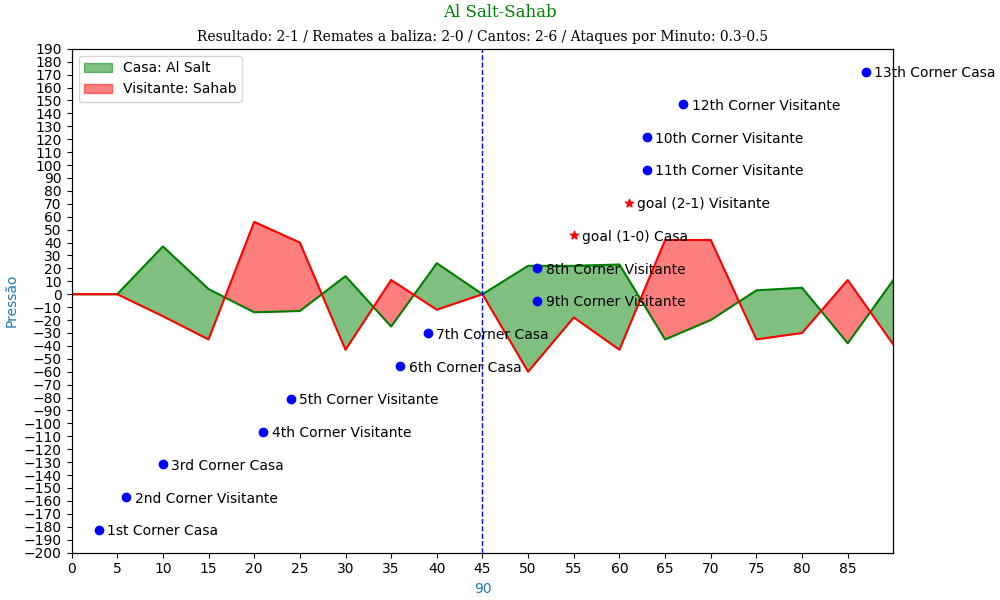 Al Salt-Sahab
Resultado: 2-1 / Remates a baliza: 2-0 / Cantos: 2-6 / Ataques por Minuto: 0.3-0.5
Casa: Al Salt
Visitante: Sahab
Pressão
190
180
170
160
150
140
130
120
110
100
90
80
70
60
50
40
30
20
10
0
−10
−20
−30
−40
−50
−60
−70
−80
−90
−100
−110
−120
−130
−140
−150
−160
−170
−180
−190
−200
13th Corner Casa
12th Corner Visitante
10th Corner Visitante
11th Corner Visitante
goal (2-1) Visitante
goal (1-0) Casa
8th Corner Visitante
9th Corner Visitante
7th Corner Casa
6th Corner Casa
5th Corner Visitante
4th Corner Visitante
3rd Corner Casa
2nd Corner Visitante
1st Corner Casa
0 5 10 15 20 25 30 35 40 45 50 55 60 65 70 75 80 85
90